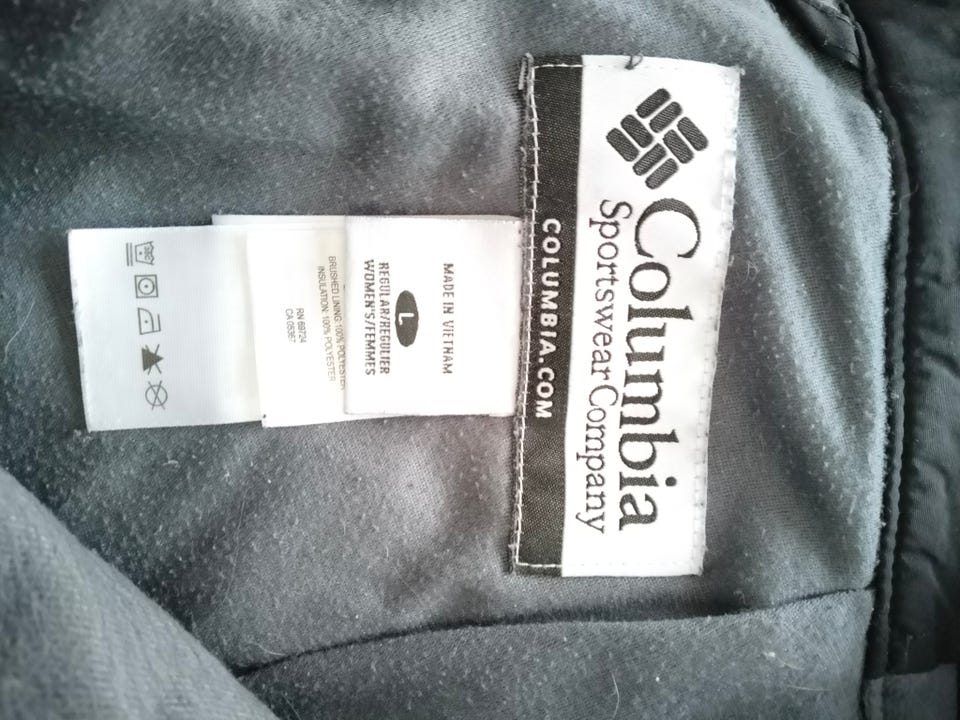 Columbia
Sportswear Company
COLUMBIA.COM
MADE IN VIETNAM
L
REGULAR/REGULIER
WOMEN'S/FEMMES
BRUSHED LINING: 100% POLYESTER
INSULATION: 100% POLYESTER
RN 69724
CA 05367